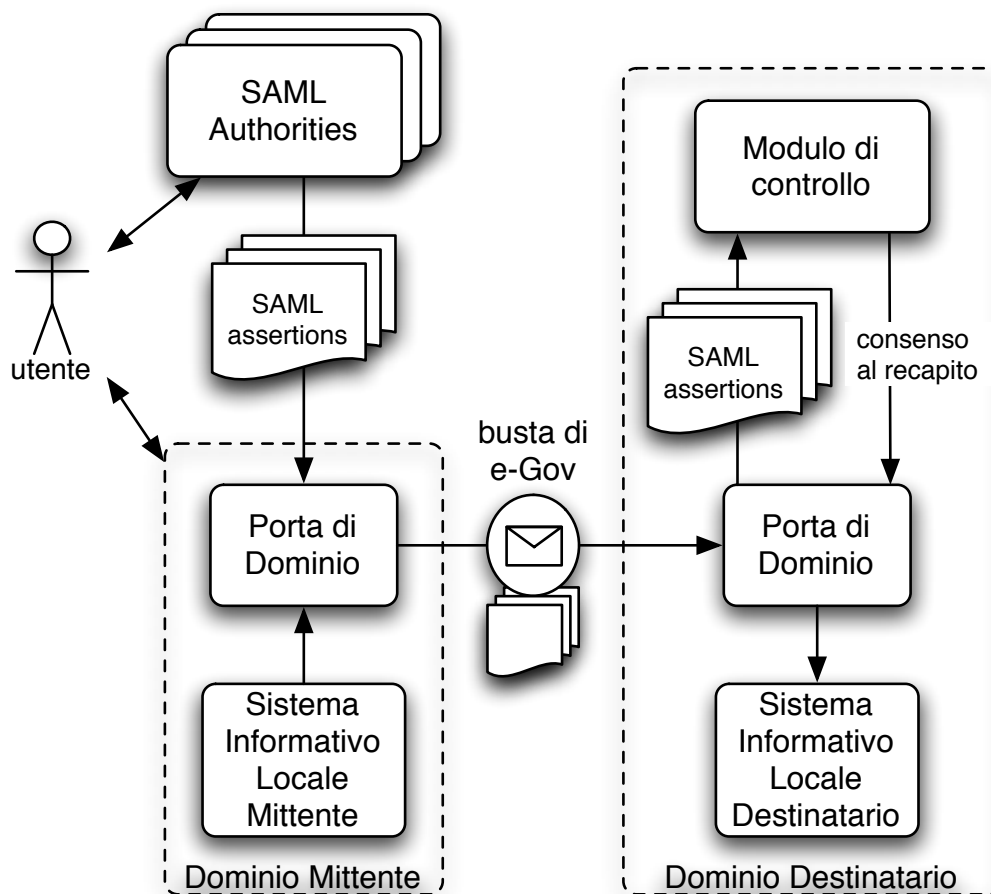 SAML
Authorities
Modulo di
controllo
SAML
assertions
utente
SAML
assertions
consenso
al recapito
busta di
e-Gov
Porta di
Dominio
Porta di
Dominio
Sistema
Informativo
Locale
Mittente
Sistema
Informativo
Locale
Destinatario
Dominio Mittente
Dominio Destinatario